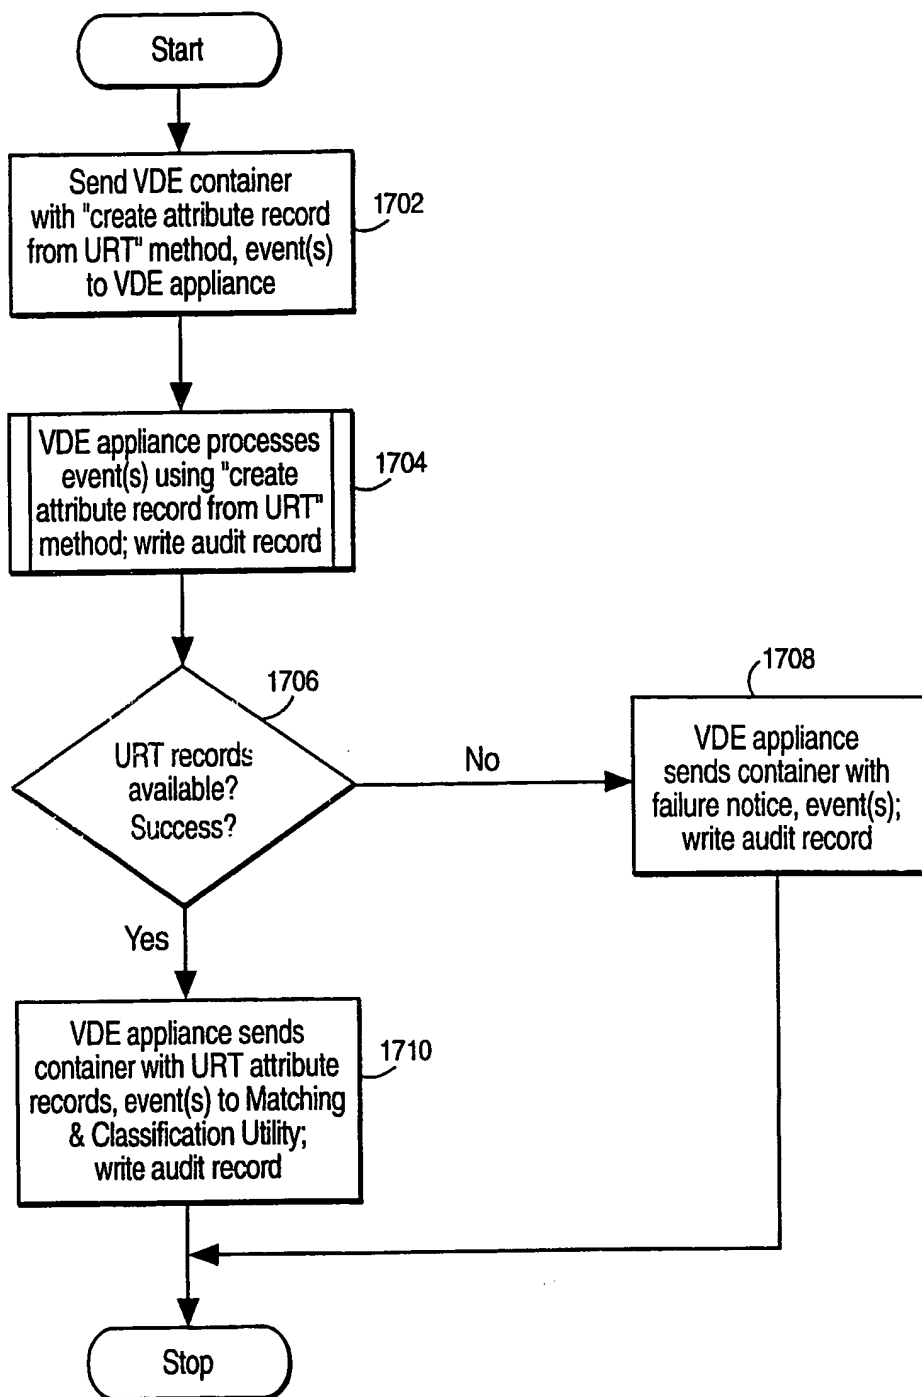 Start
Send VDE container
with "create attribute record
from URT" method, event(s)
to VDE appliance
1702
VDE appliance processes
event(s) using "create
attribute record from URT"
method; write audit record
1704
1706
URT records
available?
Success?
No
1708
VDE appliance
sends container with
failure notice, event(s);
write audit record
Yes
VDE appliance sends
container with URT attribute
records, event(s) to Matching
& Classification Utility;
write audit record
1710
Stop